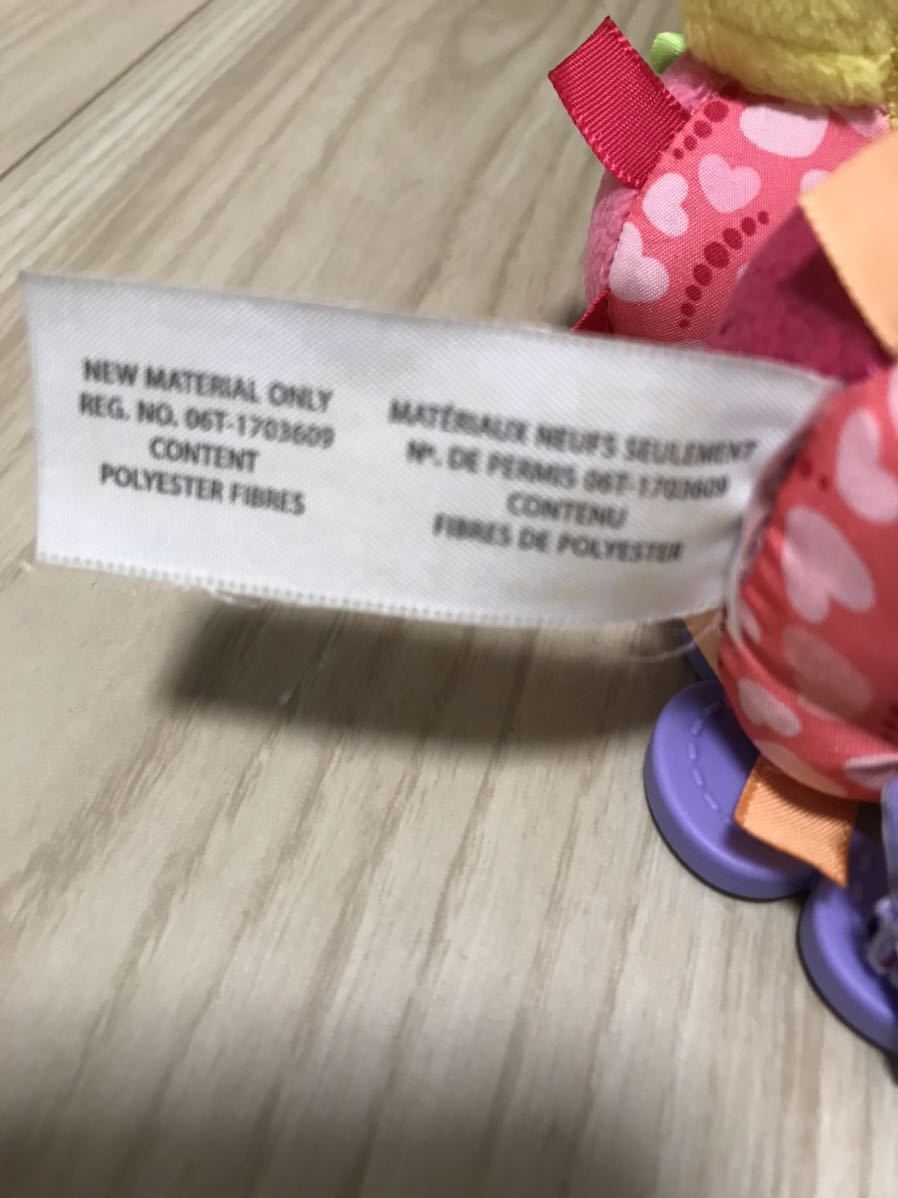 NEW MATERIAL ONLY
REG. NO. 06T-1703609
CONTENT
POLYESTER FIBRES
MATÉRIAUX NEUFS SEULEMENT
Nº. DE PERMIS 06T-1703609
CONTENU
FIBRES DE POLYESTER